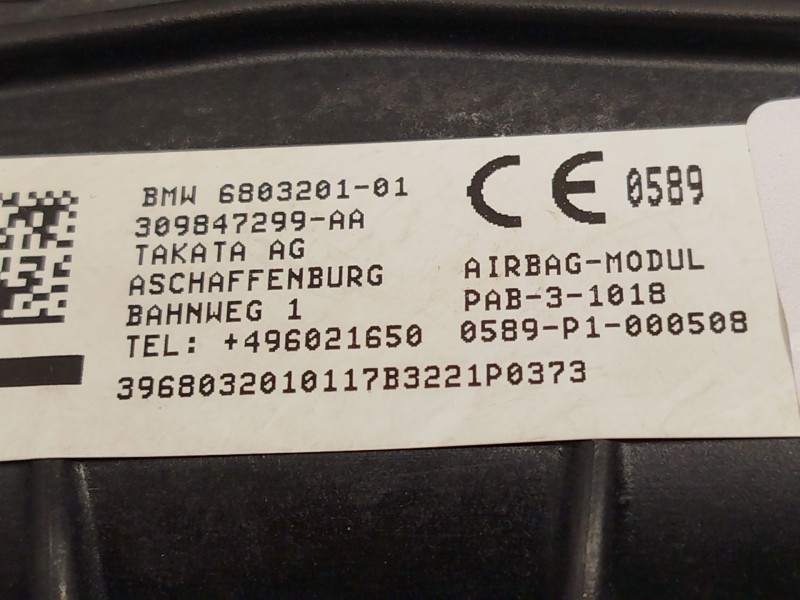 BMW 6803201-01
309847299-AA
TAKATA AG
ASCHAFFENBURG
BAHNWEG 1
TEL: +496021650
3968032010117B3221P0373
CE 0589
AIRBAG-MODUL
PAB-3-1018
0589-P1-000508